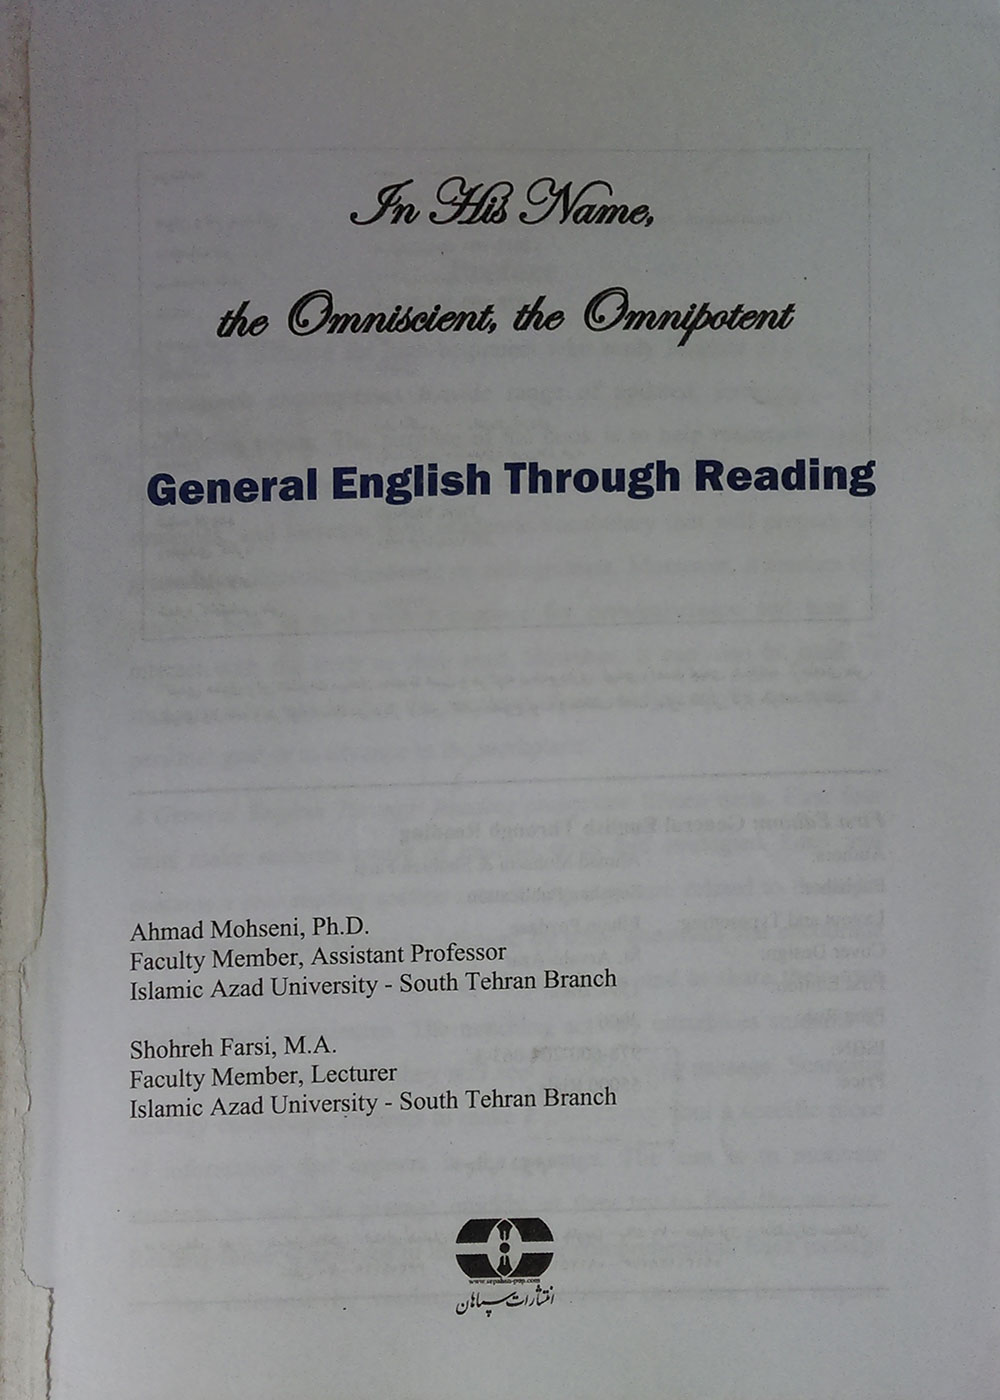 In His Name,
the Omniscient, the Omnipotent
General English Through Reading
Ahmad Mohseni, Ph.D.
Faculty Member, Assistant Professor
Islamic Azad University - South Tehran Branch
Shohreh Farsi, M.A.
Faculty Member, Lecturer
Islamic Azad University - South Tehran Branch
انتشارات سپاهان